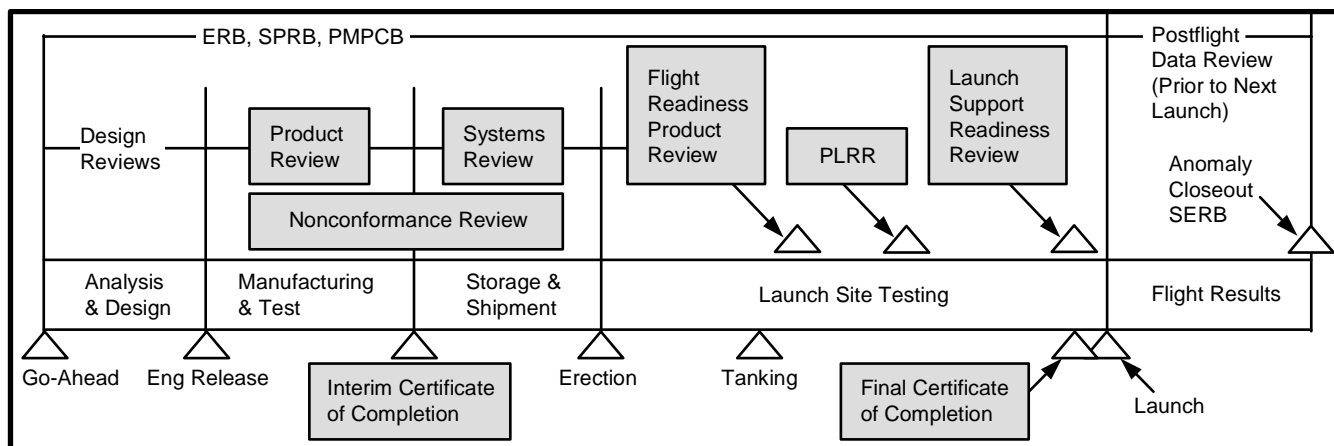 ERB, SPRB, PMPCB
Postflight
Data Review
(Prior to Next
Launch)
Flight
Readiness
Product
Review
Launch
Support
Readiness
Review
Design
Reviews
Product
Review
Systems
Review
PLRR
Anomaly
Closeout
SERB
Nonconformance Review
Analysis
& Design
Manufacturing
& Test
Storage &
Shipment
Launch Site Testing
Flight Results
Go-Ahead
Eng Release
Interim Certificate
of Completion
Erection
Tanking
Final Certificate
of Completion
Launch